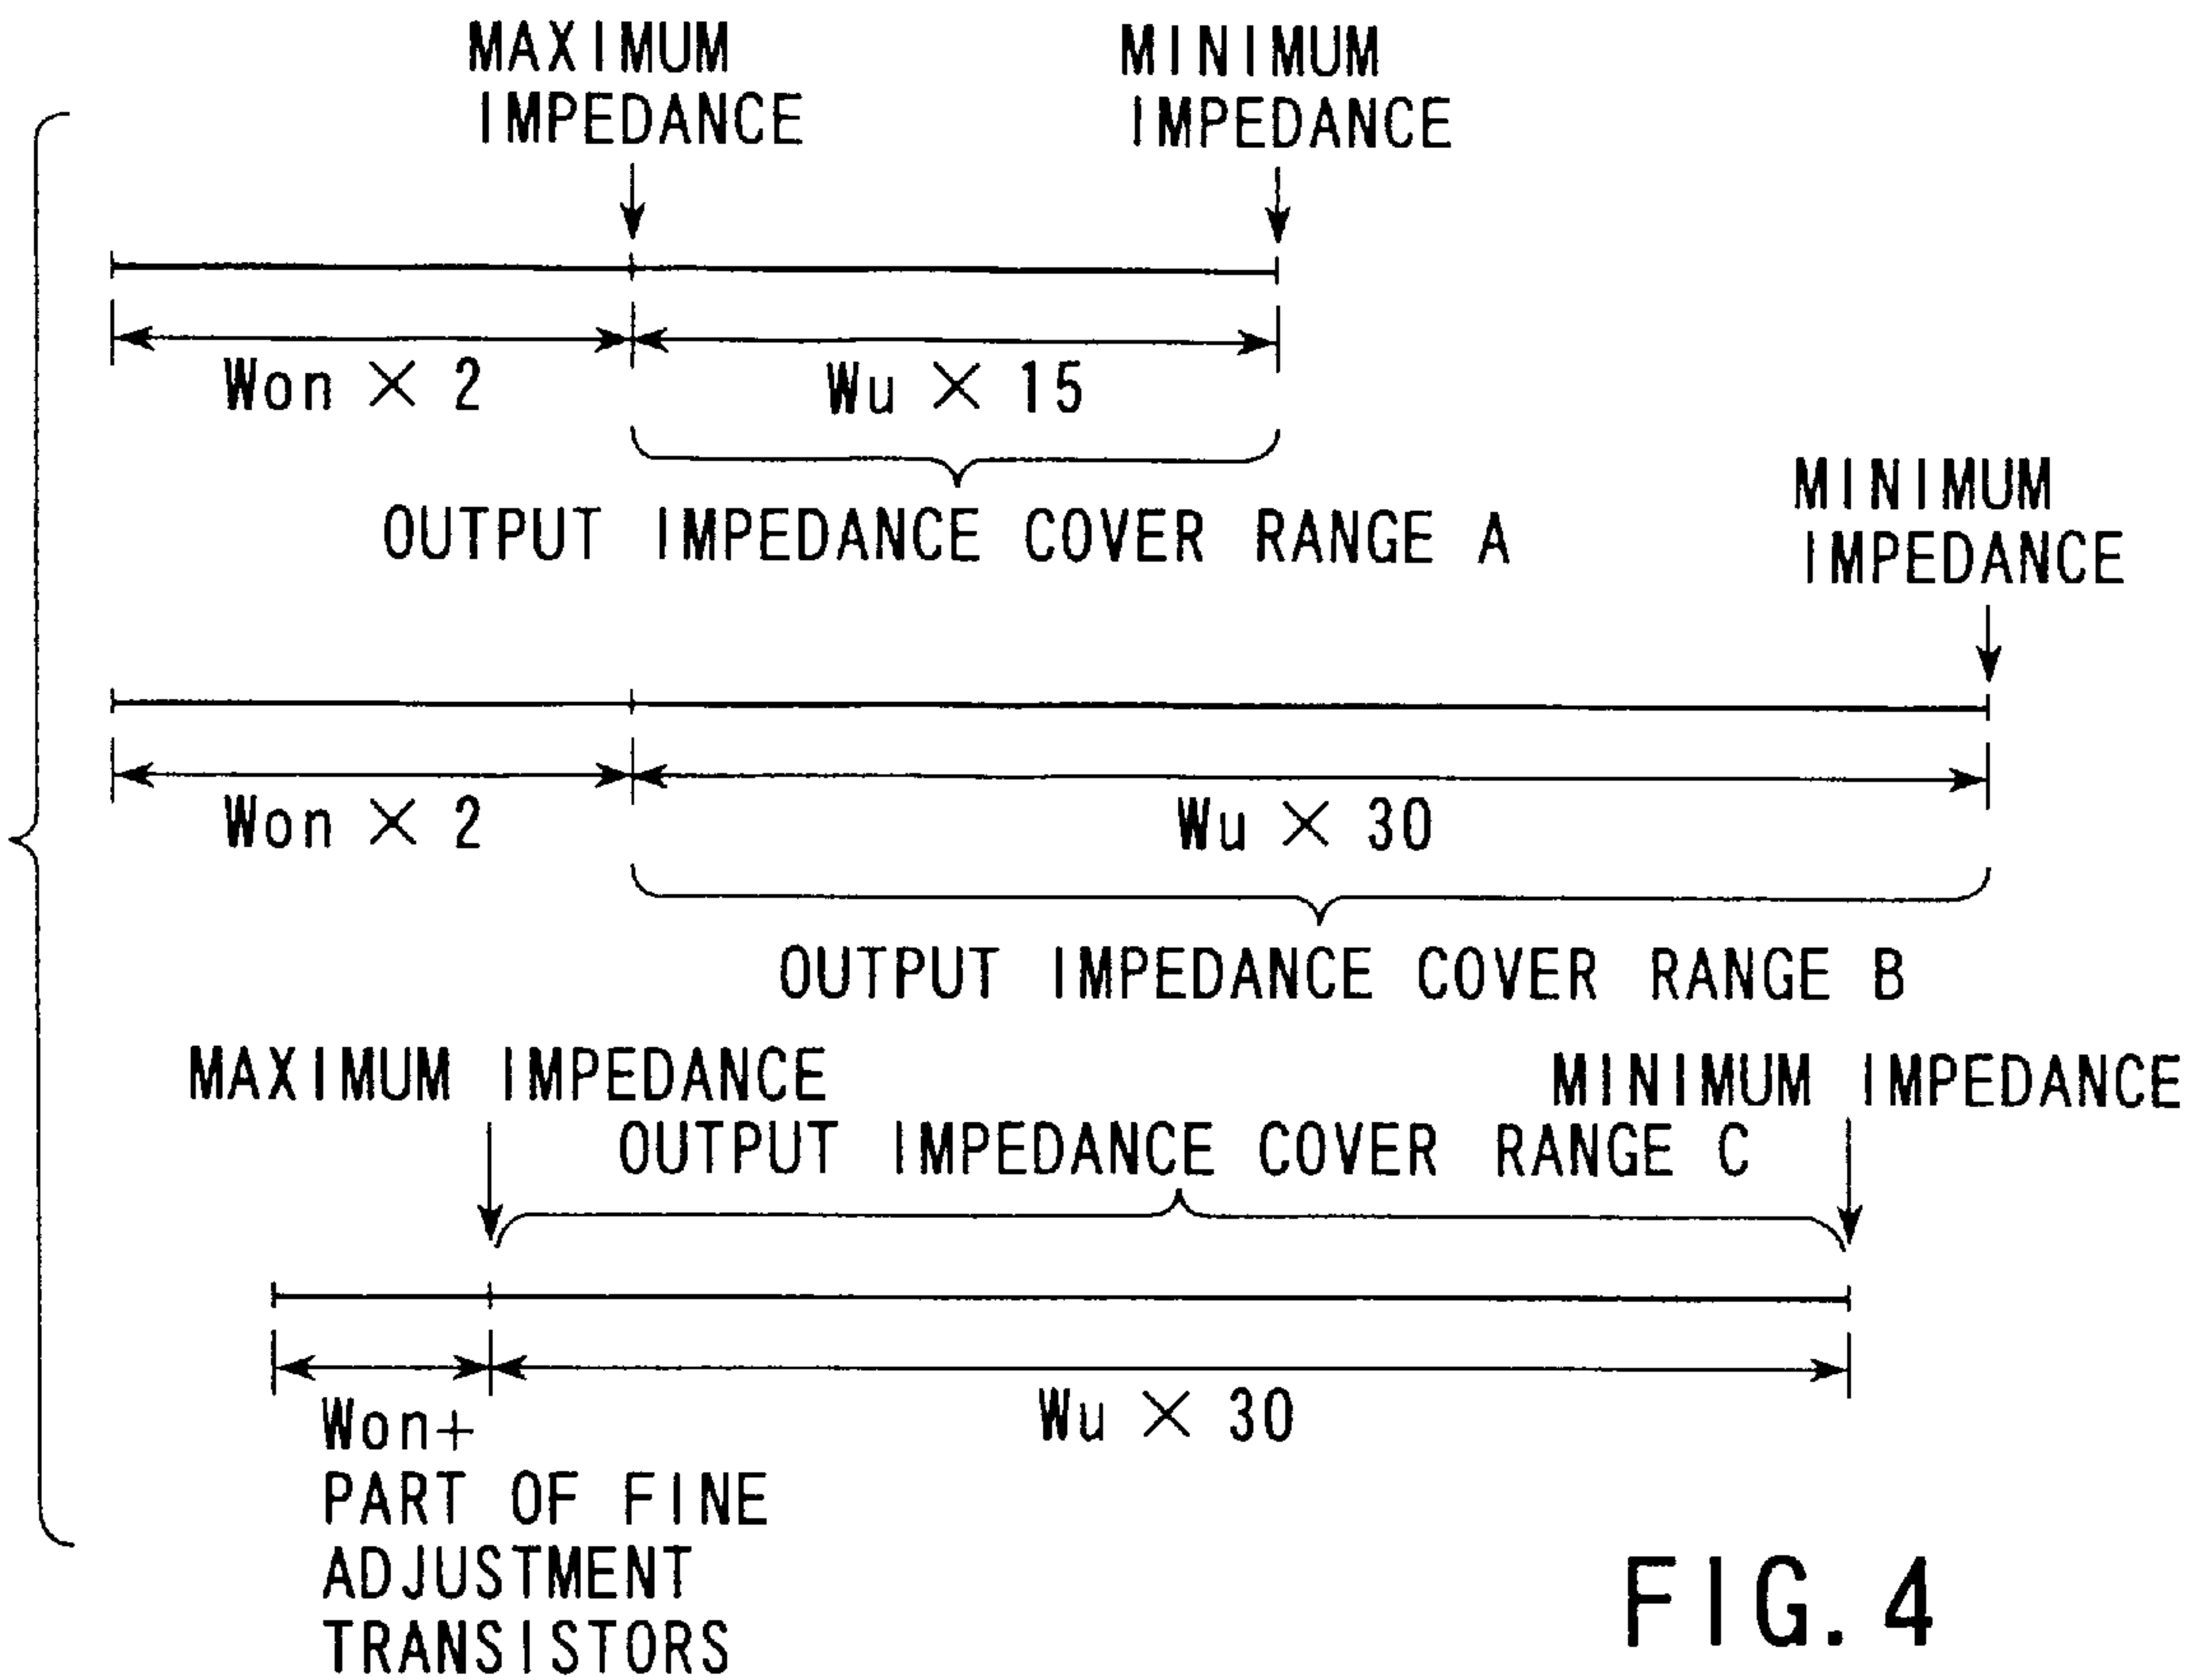 MAXIMUM
IMPEDANCE
MINIMUM
IMPEDANCE
Won × 2
Wu × 15
OUTPUT IMPEDANCE COVER RANGE A
MINIMUM
IMPEDANCE
Won × 2
Wu × 30
OUTPUT IMPEDANCE COVER RANGE B
MAXIMUM IMPEDANCE
MINIMUM IMPEDANCE
OUTPUT IMPEDANCE COVER RANGE C
Won+
PART OF FINE
ADJUSTMENT
TRANSISTORS
Wu × 30
FIG. 4